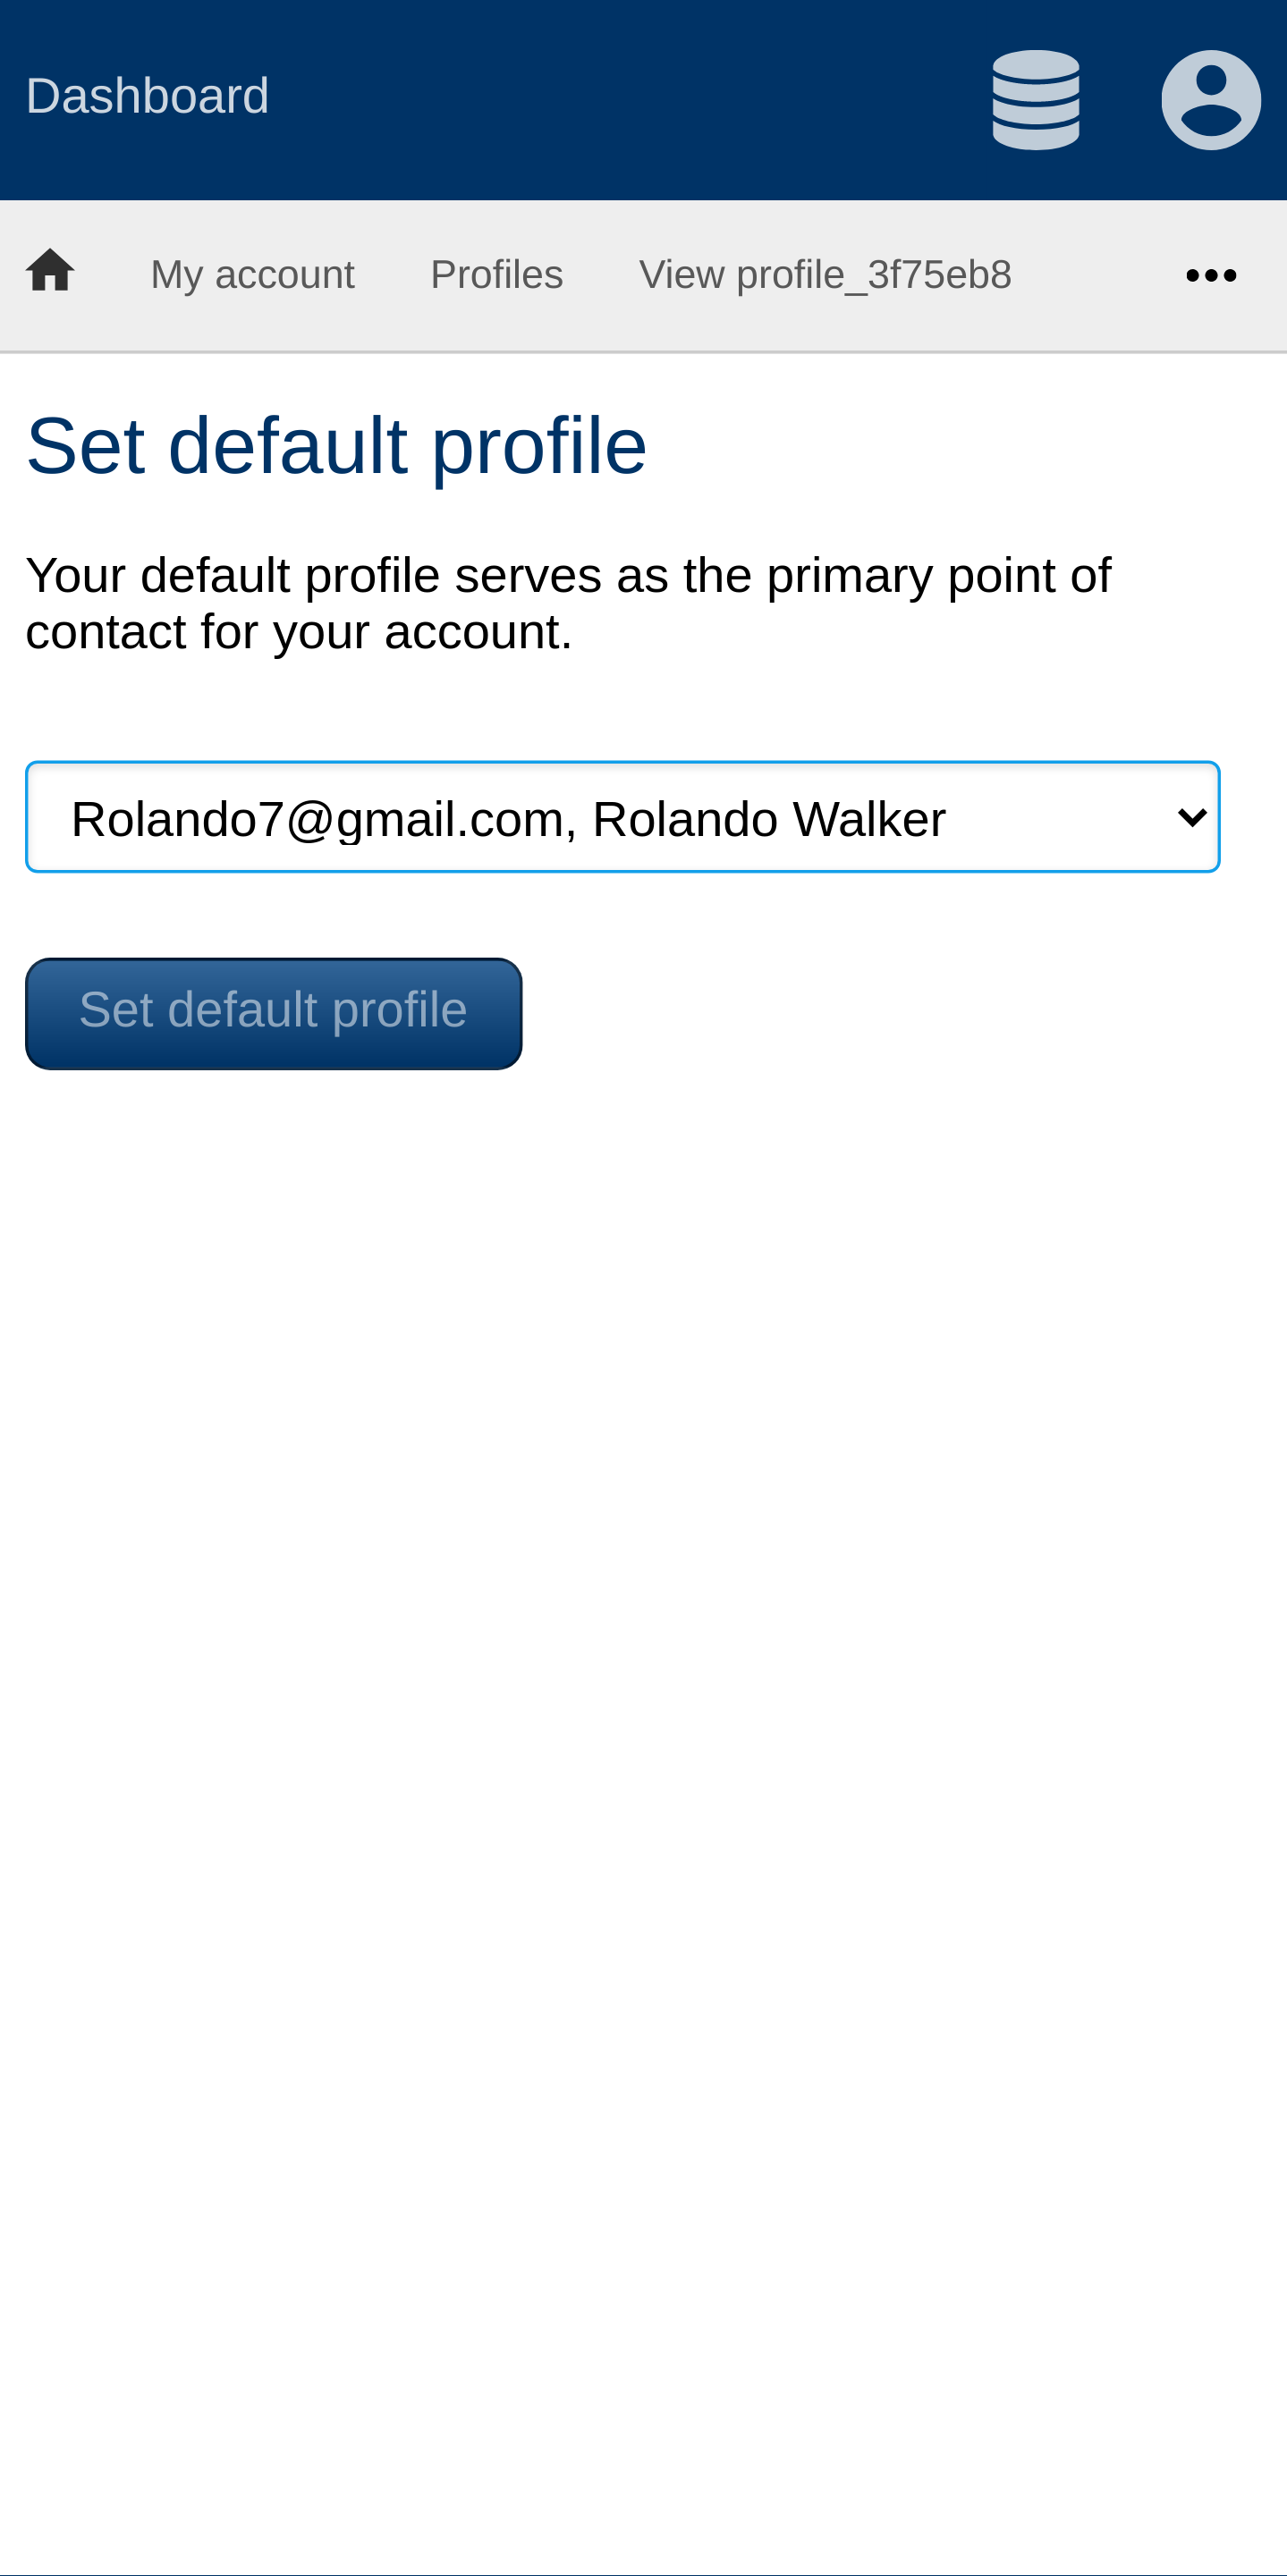 Dashboard
My account Profiles View profile_3f75eb8
Set default profile
Your default profile serves as the primary point of
contact for your account.
Rolando7@gmail.com, Rolando Walker
Set default profile